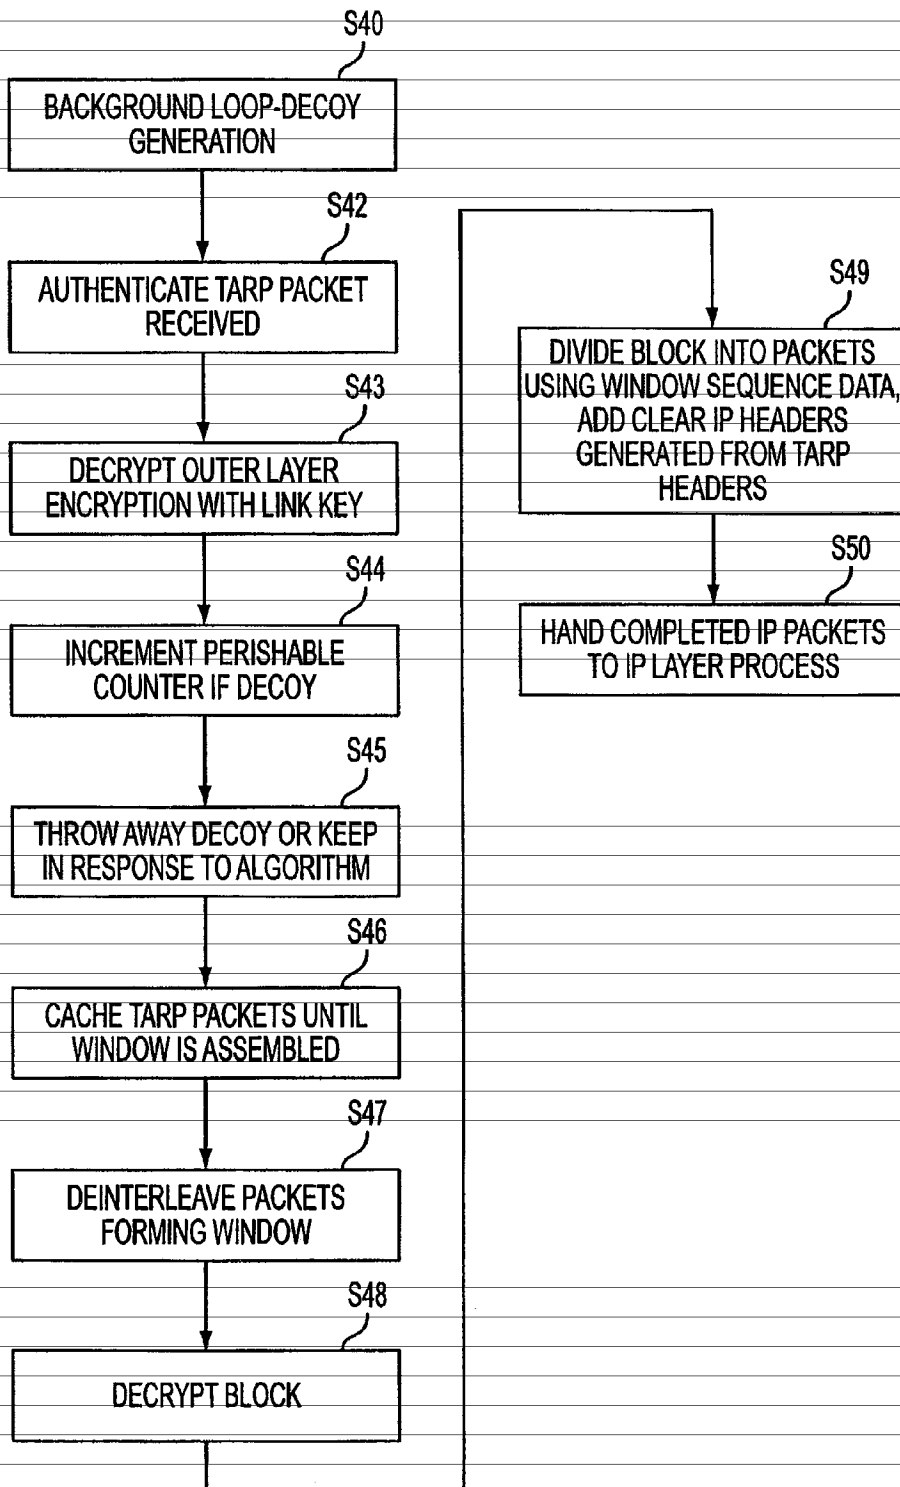 S40
BACKGROUND LOOP-DECOY
GENERATION
S42
AUTHENTICATE TARP PACKET
RECEIVED
S43
DECRYPT OUTER LAYER
ENCRYPTION WITH LINK KEY
S44
INCREMENT PERISHABLE
COUNTER IF DECOY
S45
THROW AWAY DECOY OR KEEP
IN RESPONSE TO ALGORITHM
S46
CACHE TARP PACKETS UNTIL
WINDOW IS ASSEMBLED
S47
DEINTERLEAVE PACKETS
FORMING WINDOW
S48
DECRYPT BLOCK
S49
DIVIDE BLOCK INTO PACKETS
USING WINDOW SEQUENCE DATA,
ADD CLEAR IP HEADERS
GENERATED FROM TARP
HEADERS
S50
HAND COMPLETED IP PACKETS
TO IP LAYER PROCESS